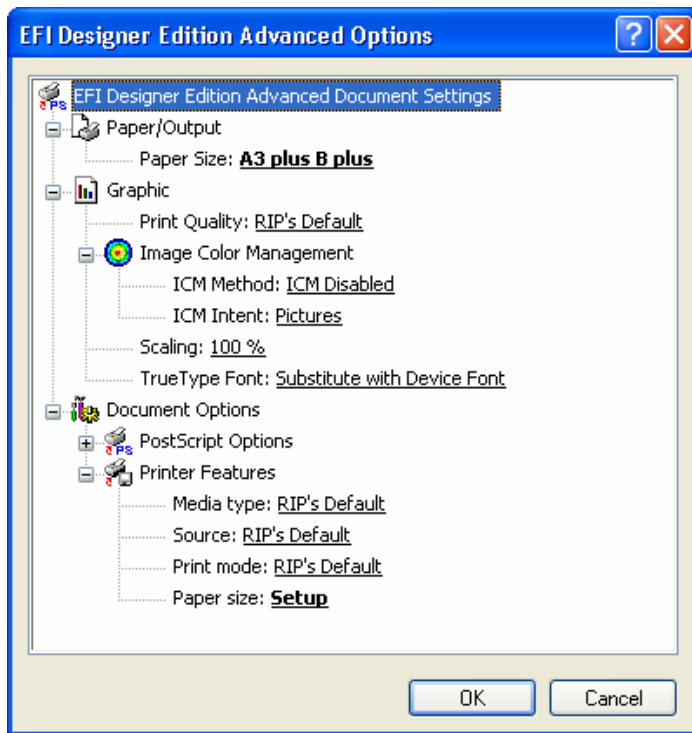 EFI Designer Edition Advanced Options
PS EFI Designer Edition Advanced Document Settings
Paper/Output
Paper Size: A3 plus B plus
Graphic
Print Quality: RIP's Default
Image Color Management
ICM Method: ICM Disabled
ICM Intent: Pictures
Scaling: 100 %
TrueType Font: Substitute with Device Font
Document Options
PS PostScript Options
Printer Features
Media type: RIP's Default
Source: RIP's Default
Print mode: RIP's Default
Paper size: Setup
OK Cancel